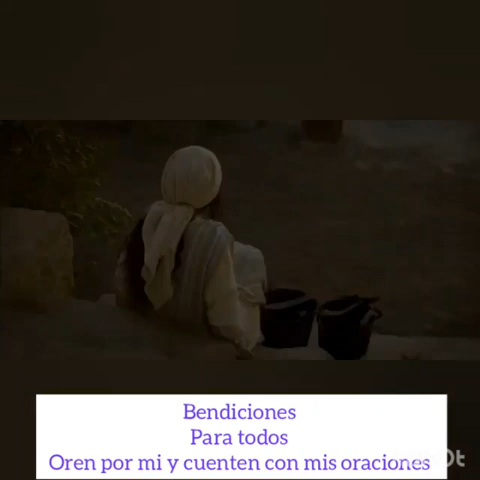 Bendiciones
Para todos
Oren por mi y cuenten con mis oraciones